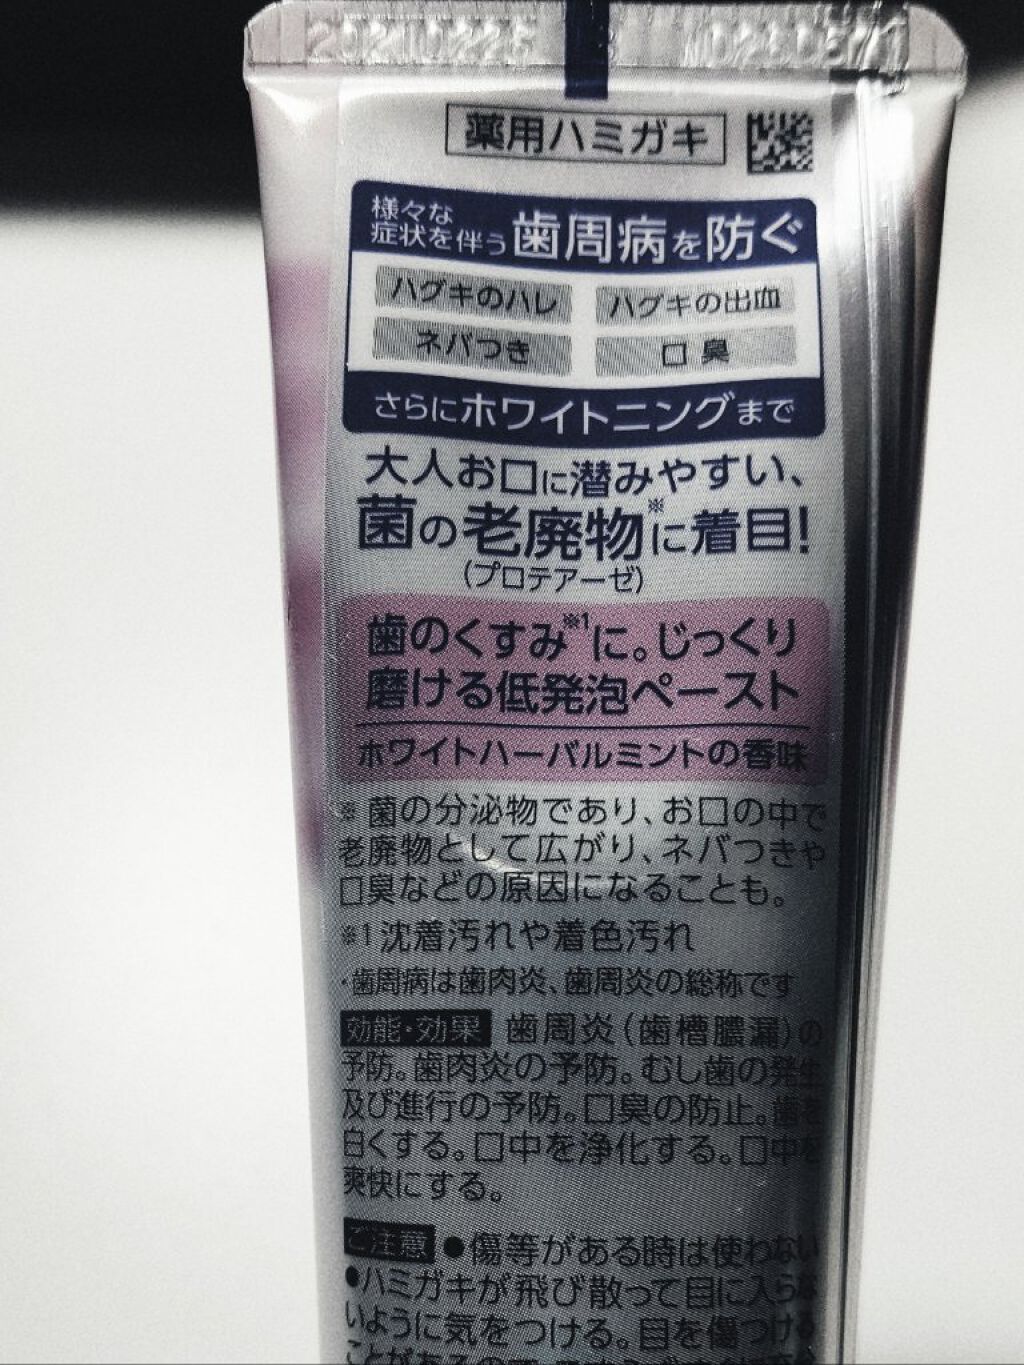 薬用ハミガキ
様々な
症状を伴う歯周病を防ぐ
ハグキのハレ ハグキの出血
ネバつき 口臭
さらにホワイトニングまで
大人お口に潜みやすい、
菌の老廃物※に着目!
(プロテアーゼ)
歯のくすみ※1に。じっくり
磨ける低発泡ペースト
ホワイトハーバルミントの香味
※菌の分泌物であり、お口の中で
老廃物として広がり、ネバつきや
口臭などの原因になることも。
※1沈着汚れや着色汚れ
・歯周病は歯肉炎、歯周炎の総称です
効能・効果 歯周炎(歯槽膿漏)の
予防。歯肉炎の予防。むし歯の発生
及び進行の予防。口臭の防止。歯を
白くする。口中を浄化する。口中を
爽快にする。
ご注意 ●傷等がある時は使わない
●ハミガキが飛び散って目に入らな
いように気をつける。目を傷つける